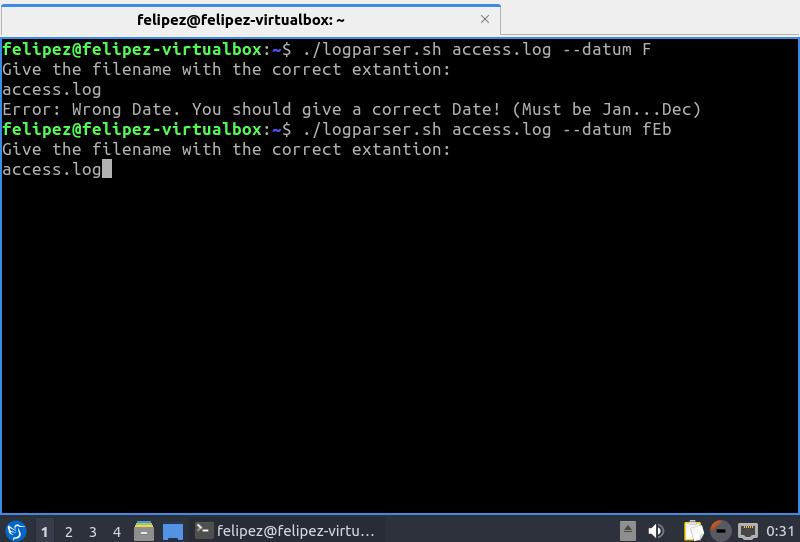 felipez@felipez-virtualbox: ~
felipez@felipez-virtualbox:~$ ./logparser.sh access.log --datum F
Give the filename with the correct extantion:
access.log
Error: Wrong Date. You should give a correct Date! (Must be Jan...Dec)
felipez@felipez-virtualbox:~$ ./logparser.sh access.log --datum fEb
Give the filename with the correct extantion:
access.log
1 2 3 4 felipez@felipez-virtu... 0:31